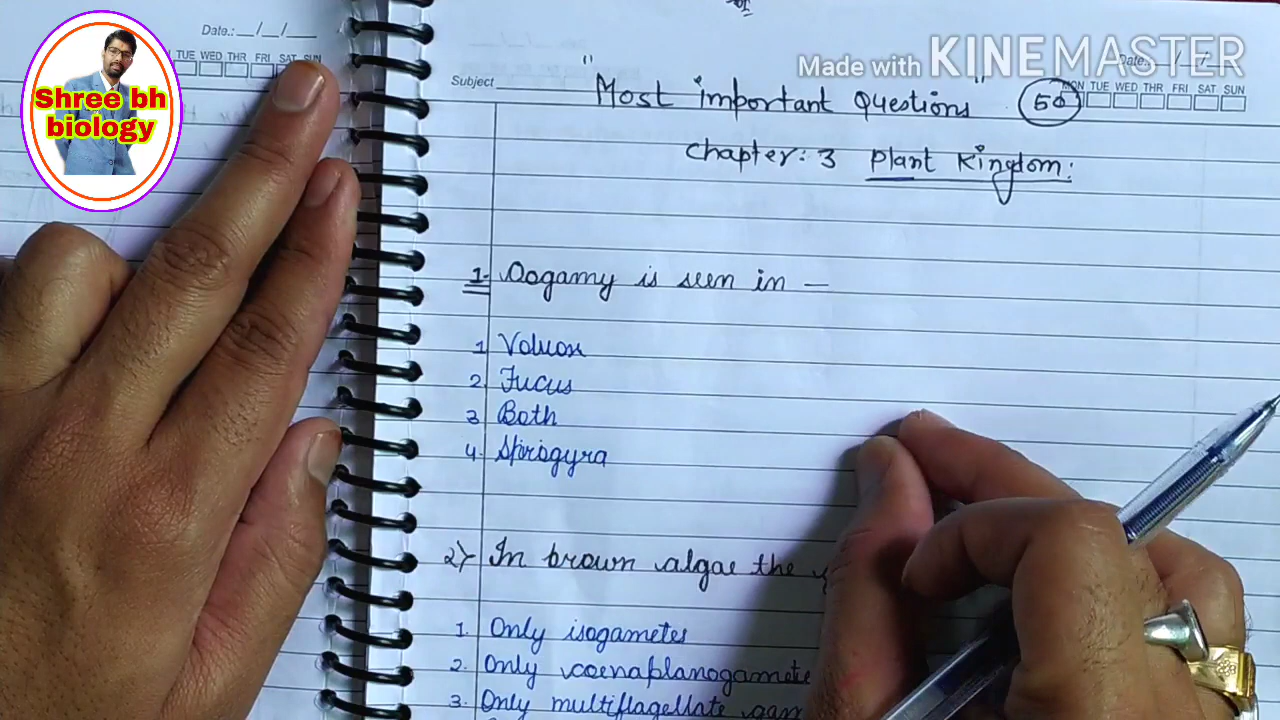 Date.: __/__/__
TUE WED THR FRI SAT SUN
Shree bh
biology
Made with KINEMASTER
Subject
MON TUE WED THR FRI SAT SUN
"Most important Questions" 50
Chapter: 3 Plant Kingdom:
1- Oogamy is seen in —
1 Volvox
2 Fucus
3 Both
4. Spirogyra
2) In brown algae the
1. Only isogametes
2. Only coenaplanogamete
3. Only multiflagellate gam